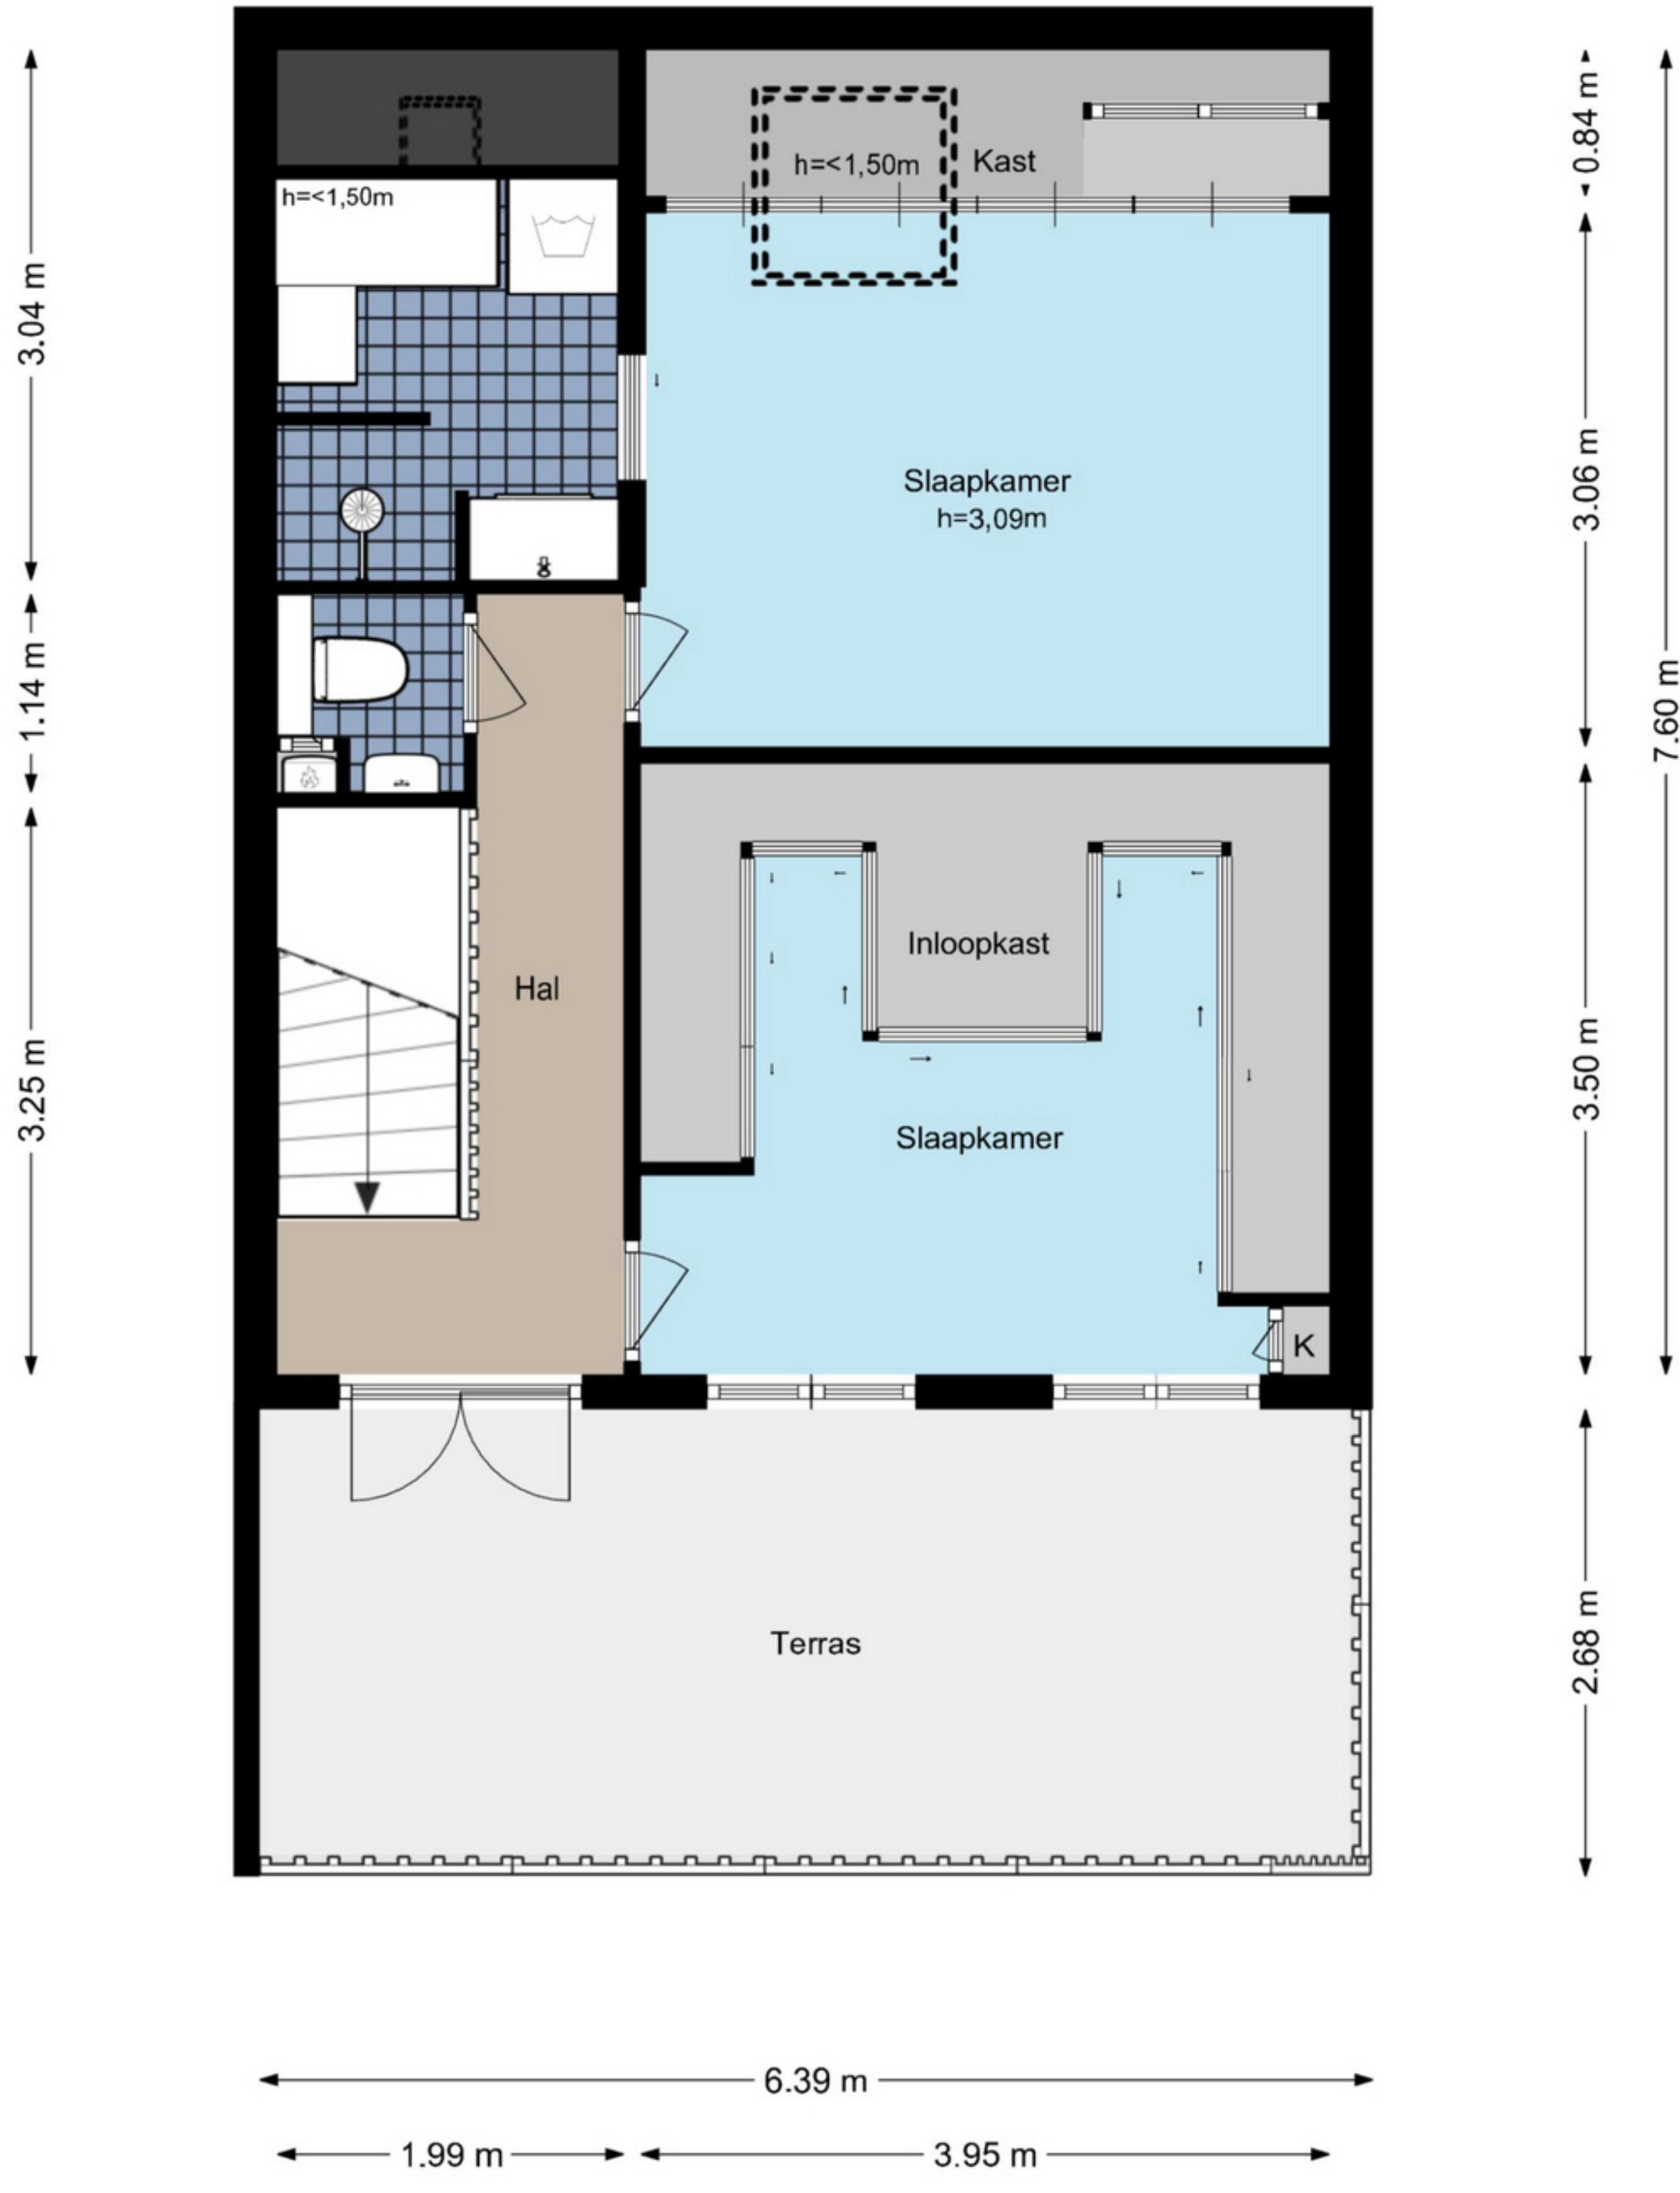 0.84 m
h=<1,50m
Kast
h=<1,50m
3.04 m
3.06 m
Slaapkamer
h=3,09m
1.14 m
7.60 m
Inloopkast
Hal
3.25 m
3.50 m
Slaapkamer
K
Terras
2.68 m
6.39 m
1.99 m
3.95 m